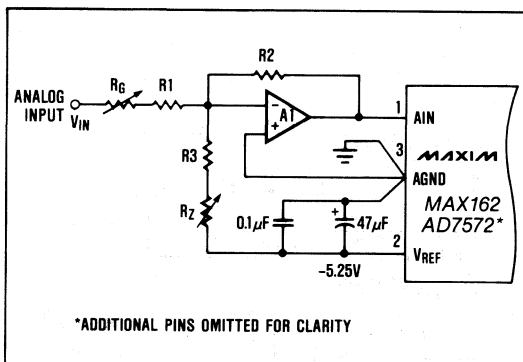 R2
RG
R1
ANALOG
INPUT
VIN
−
+
A1
1
AIN
R3
3
MAXIM
AGND
MAX162
AD7572*
RZ
0.1µF
+
47µF
2
VREF
−5.25V
*ADDITIONAL PINS OMITTED FOR CLARITY